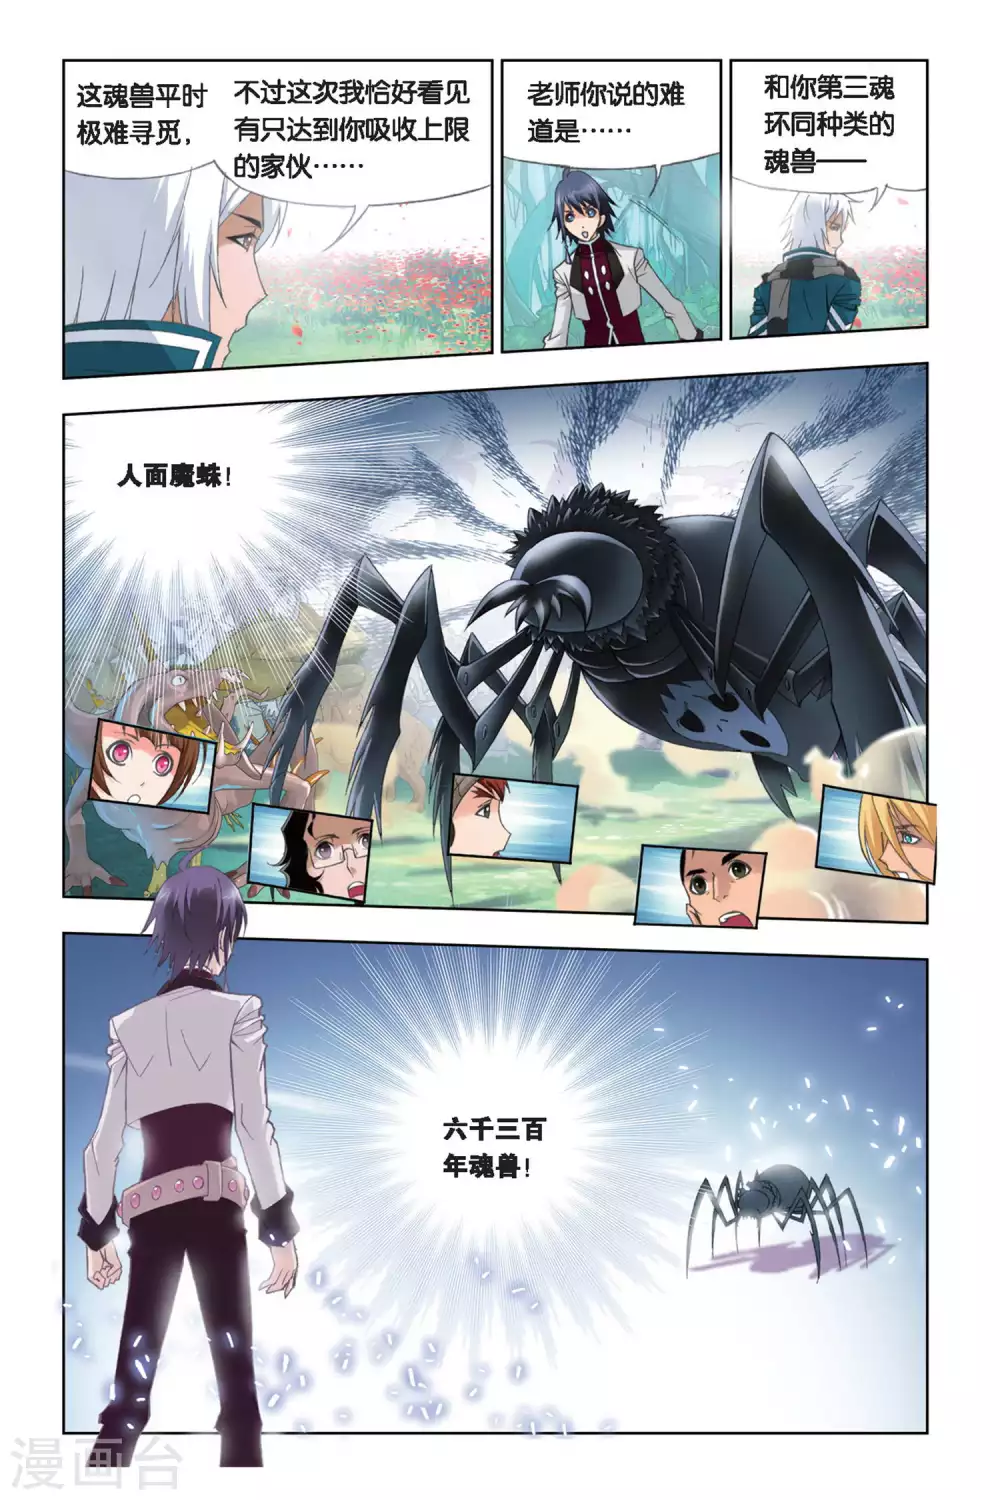 这魂兽平时
极难寻觅，
不过这次我恰好看见
有只达到你吸收上限
的家伙……
老师你说的难
道是……
和你第三魂
环同种类的
魂兽——
人面魔蛛！
六千三百
年魂兽！
漫画台